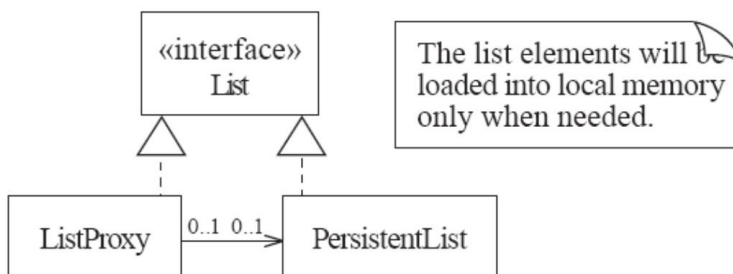 «interface»
List
The list elements will be
loaded into local memory
only when needed.
ListProxy
0..1 0..1
PersistentList